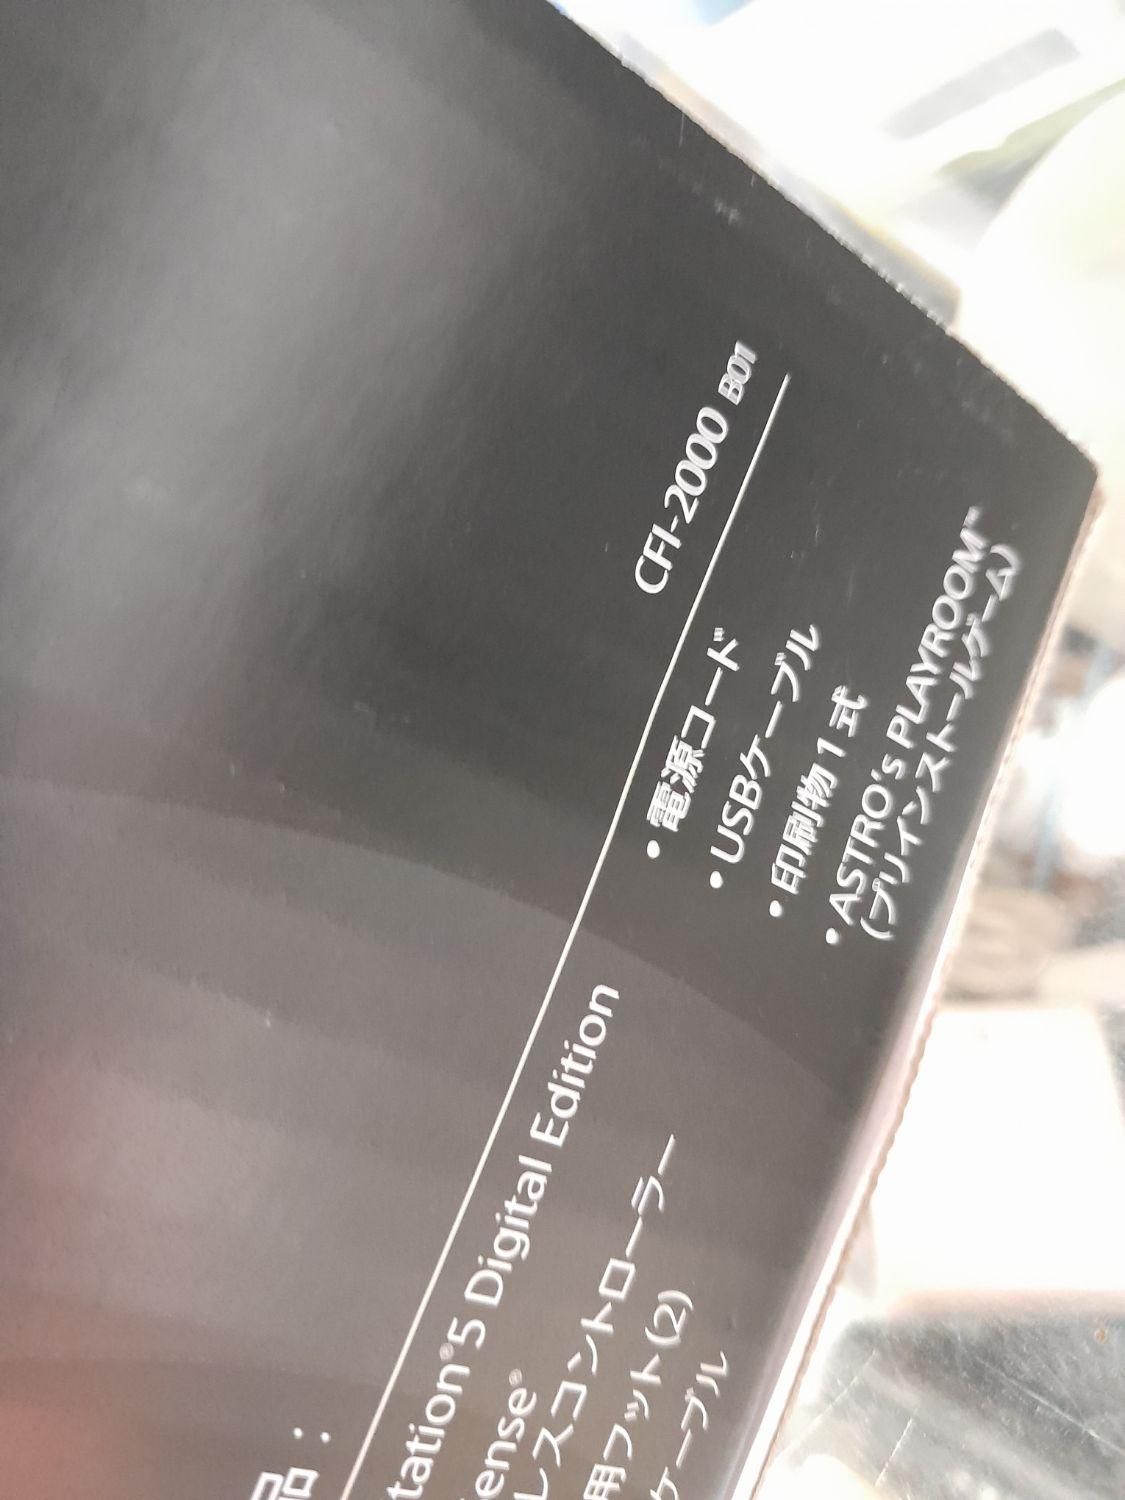 CFI-2000 B01
品：
tation®5 Digital Edition
ense®
レスコントローラー
用フット(2)
ケーブル
• 電源コード
• USBケーブル
• 印刷物 1 式
• ASTRO's PLAYROOM™
(プリインストールゲーム)